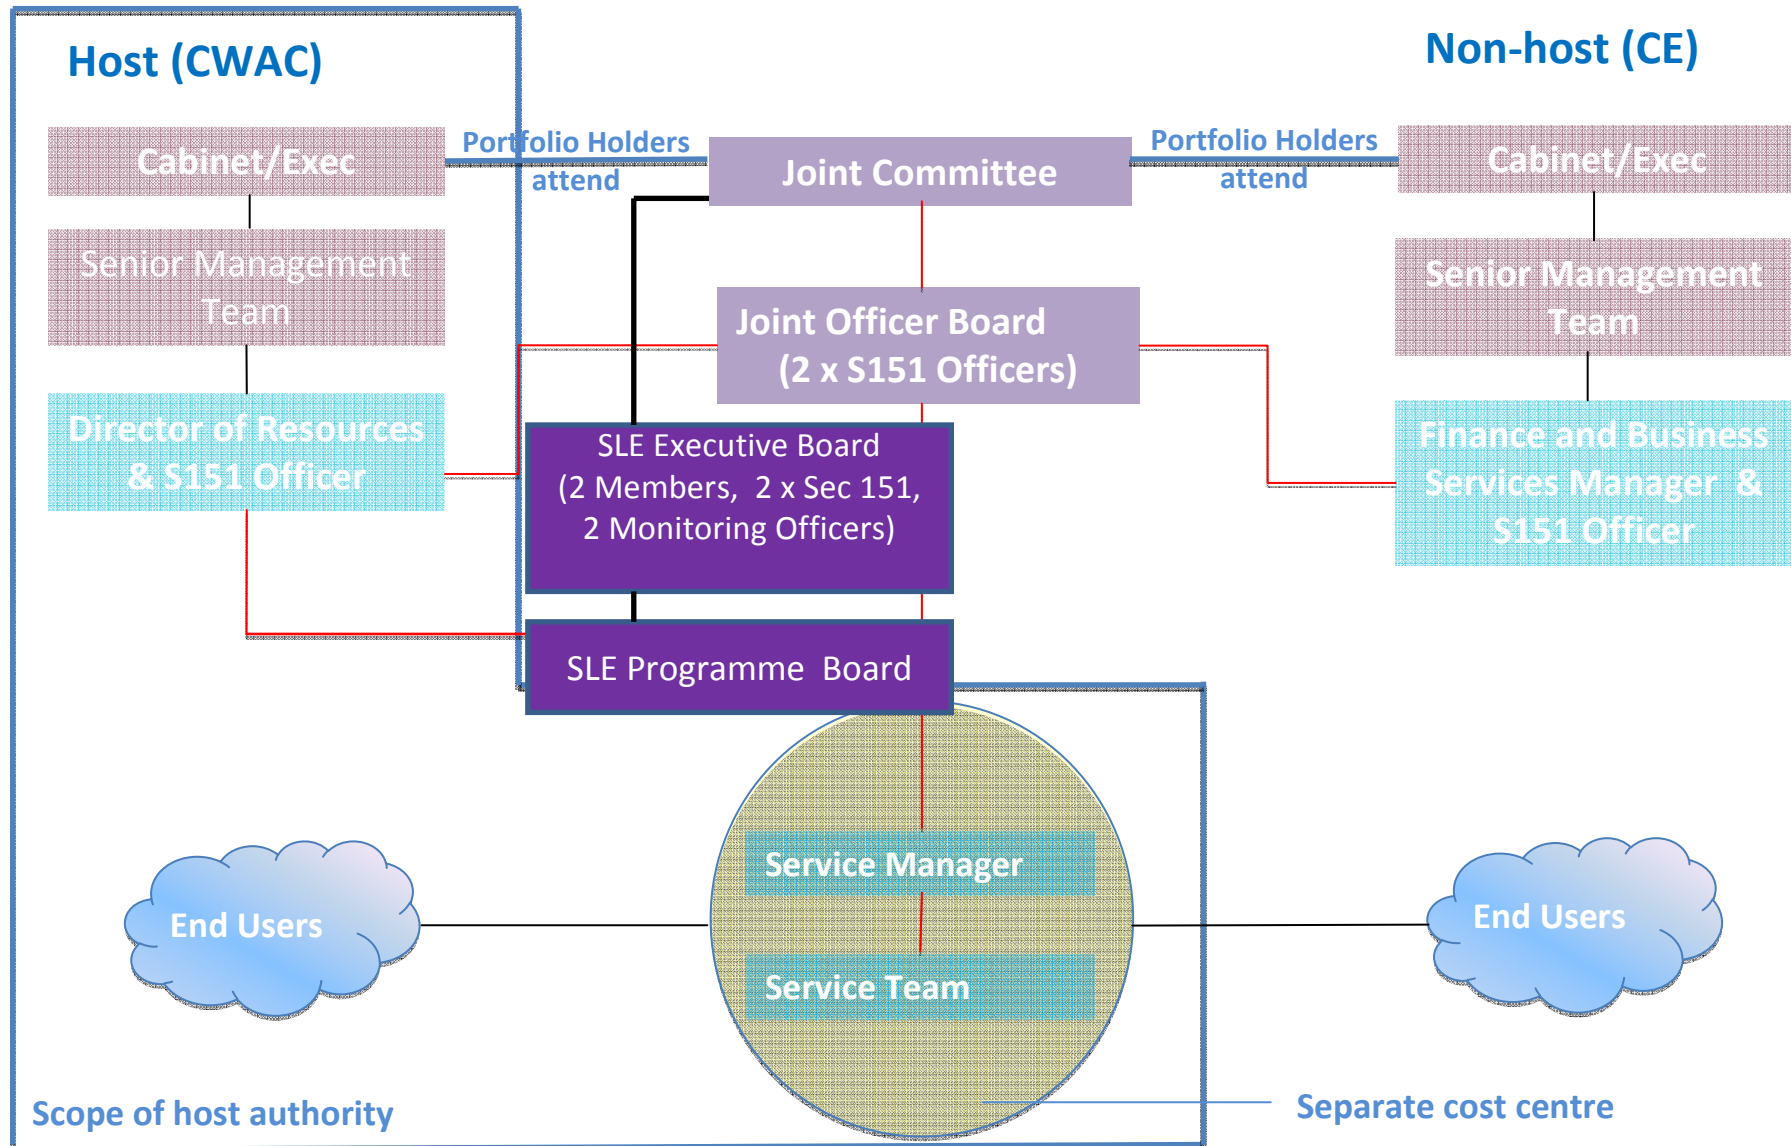 Host (CWAC)
Non-host (CE)
Cabinet/Exec
Portfolio Holders
attend
Joint Committee
Portfolio Holders
attend
Cabinet/Exec
Senior Management
Team
Senior Management
Team
Joint Officer Board
(2 x S151 Officers)
Director of Resources
& S151 Officer
SLE Executive Board
(2 Members, 2 x Sec 151,
2 Monitoring Officers)
Finance and Business
Services Manager &
S151 Officer
SLE Programme Board
Service Manager
End Users
End Users
Service Team
Scope of host authority
Separate cost centre